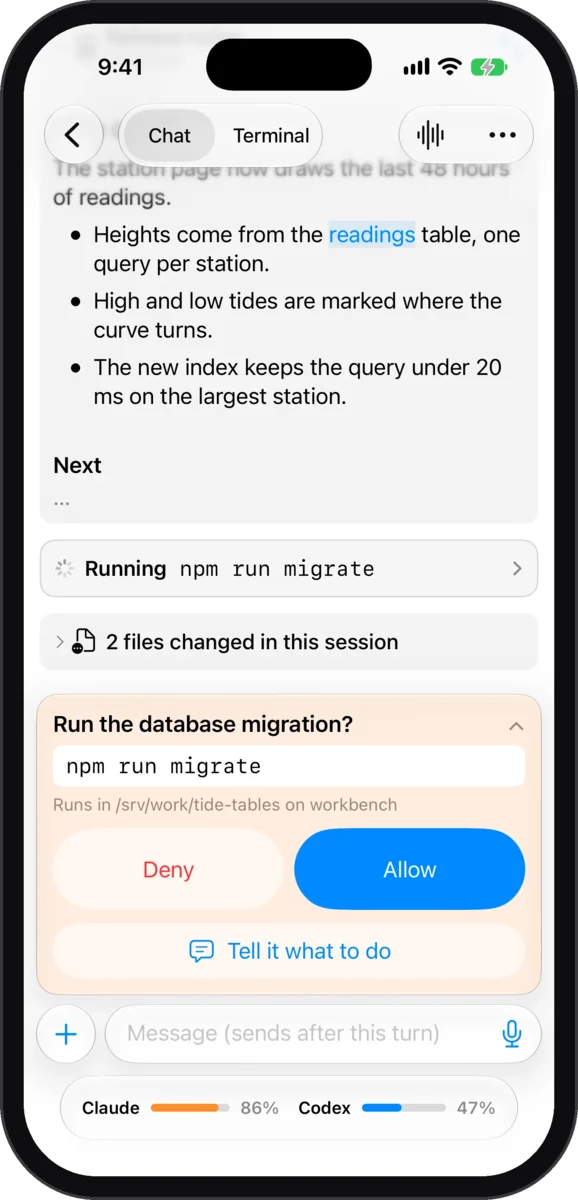 9:41
Chat
Terminal
The station page now draws the last 48 hours
of readings.
• Heights come from the readings table, one
query per station.
• High and low tides are marked where the
curve turns.
• The new index keeps the query under 20
ms on the largest station.
Next
...
Running npm run migrate
2 files changed in this session
Run the database migration?
npm run migrate
Runs in /srv/work/tide-tables on workbench
Deny
Allow
Tell it what to do
Message (sends after this turn)
Claude 86% Codex 47%